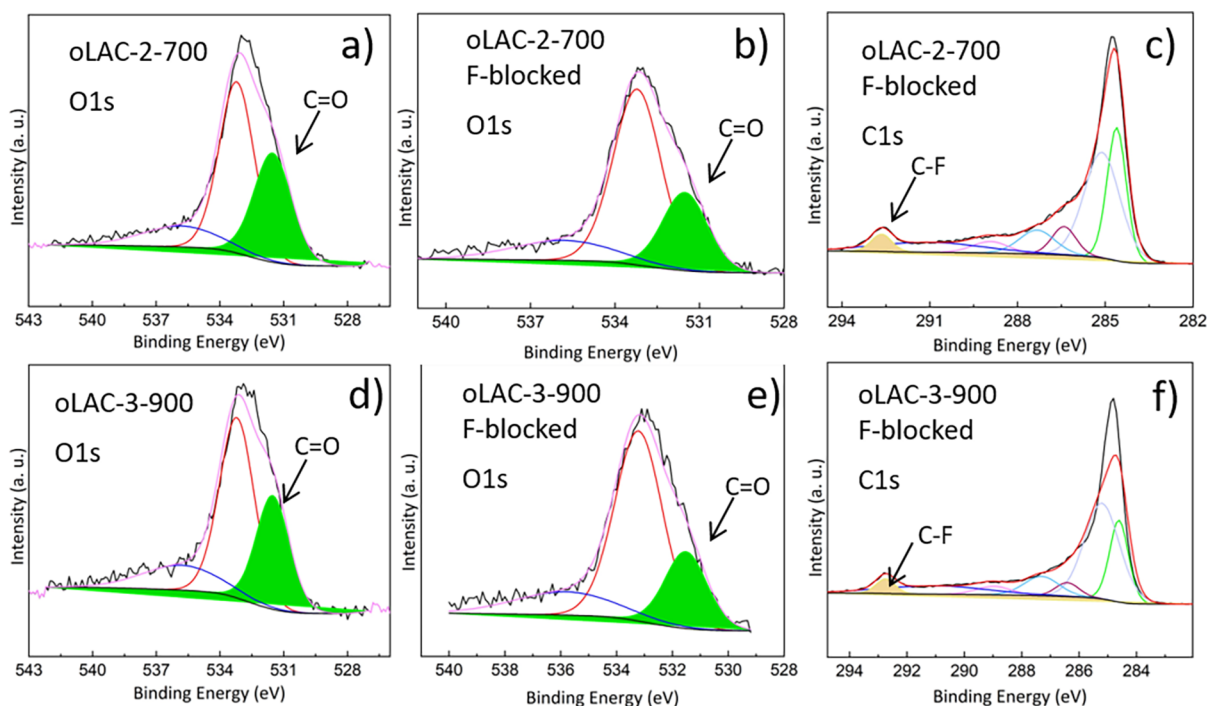 a)
oLAC-2-700
O1s
C=O
Intensity (a. u.)
543 540 537 534 531 528
Binding Energy (eV)
b)
oLAC-2-700
F-blocked
O1s
C=O
Intensity (a. u.)
540 537 534 531 528
Binding Energy (eV)
c)
oLAC-2-700
F-blocked
C1s
C-F
Intensity (a. u.)
294 291 288 285 282
Binding Energy (eV)
d)
oLAC-3-900
O1s
C=O
Intensity (a. u.)
543 540 537 534 531 528
Binding Energy (eV)
e)
oLAC-3-900
F-blocked
O1s
C=O
Intensity (a. u.)
540 538 536 534 532 530 528
Binding Energy (eV)
f)
oLAC-3-900
F-blocked
C1s
C-F
Intensity (a. u.)
294 292 290 288 286 284
Binding Energy (eV)